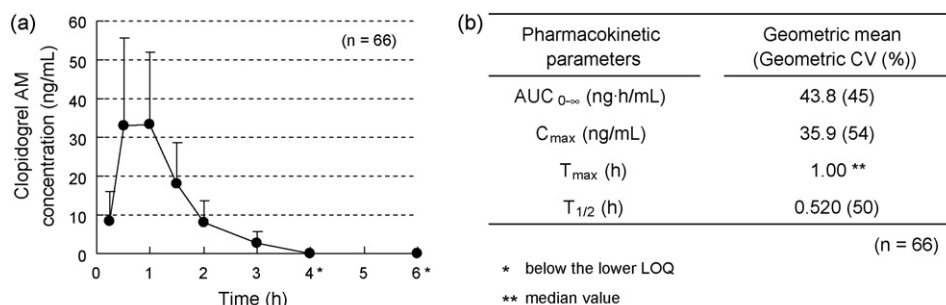 (a)
(n = 66)
Clopidogrel AM
concentration (ng/mL)
60
50
40
30
20
10
0
0 1 2 3 4* 5 6*
Time (h)
(b)
Pharmacokinetic parameters
Geometric mean (Geometric CV (%))
AUC 0-∞ (ng·h/mL) 43.8 (45)
Cmax (ng/mL) 35.9 (54)
Tmax (h) 1.00 **
T1/2 (h) 0.520 (50)
(n = 66)
* below the lower LOQ
** median value